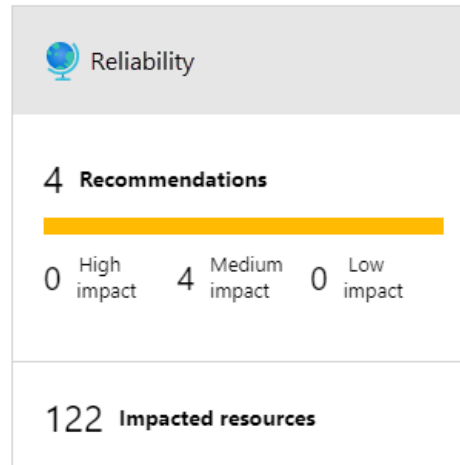 Reliability
4 Recommendations
0 High impact 4 Medium impact 0 Low impact
122 Impacted resources